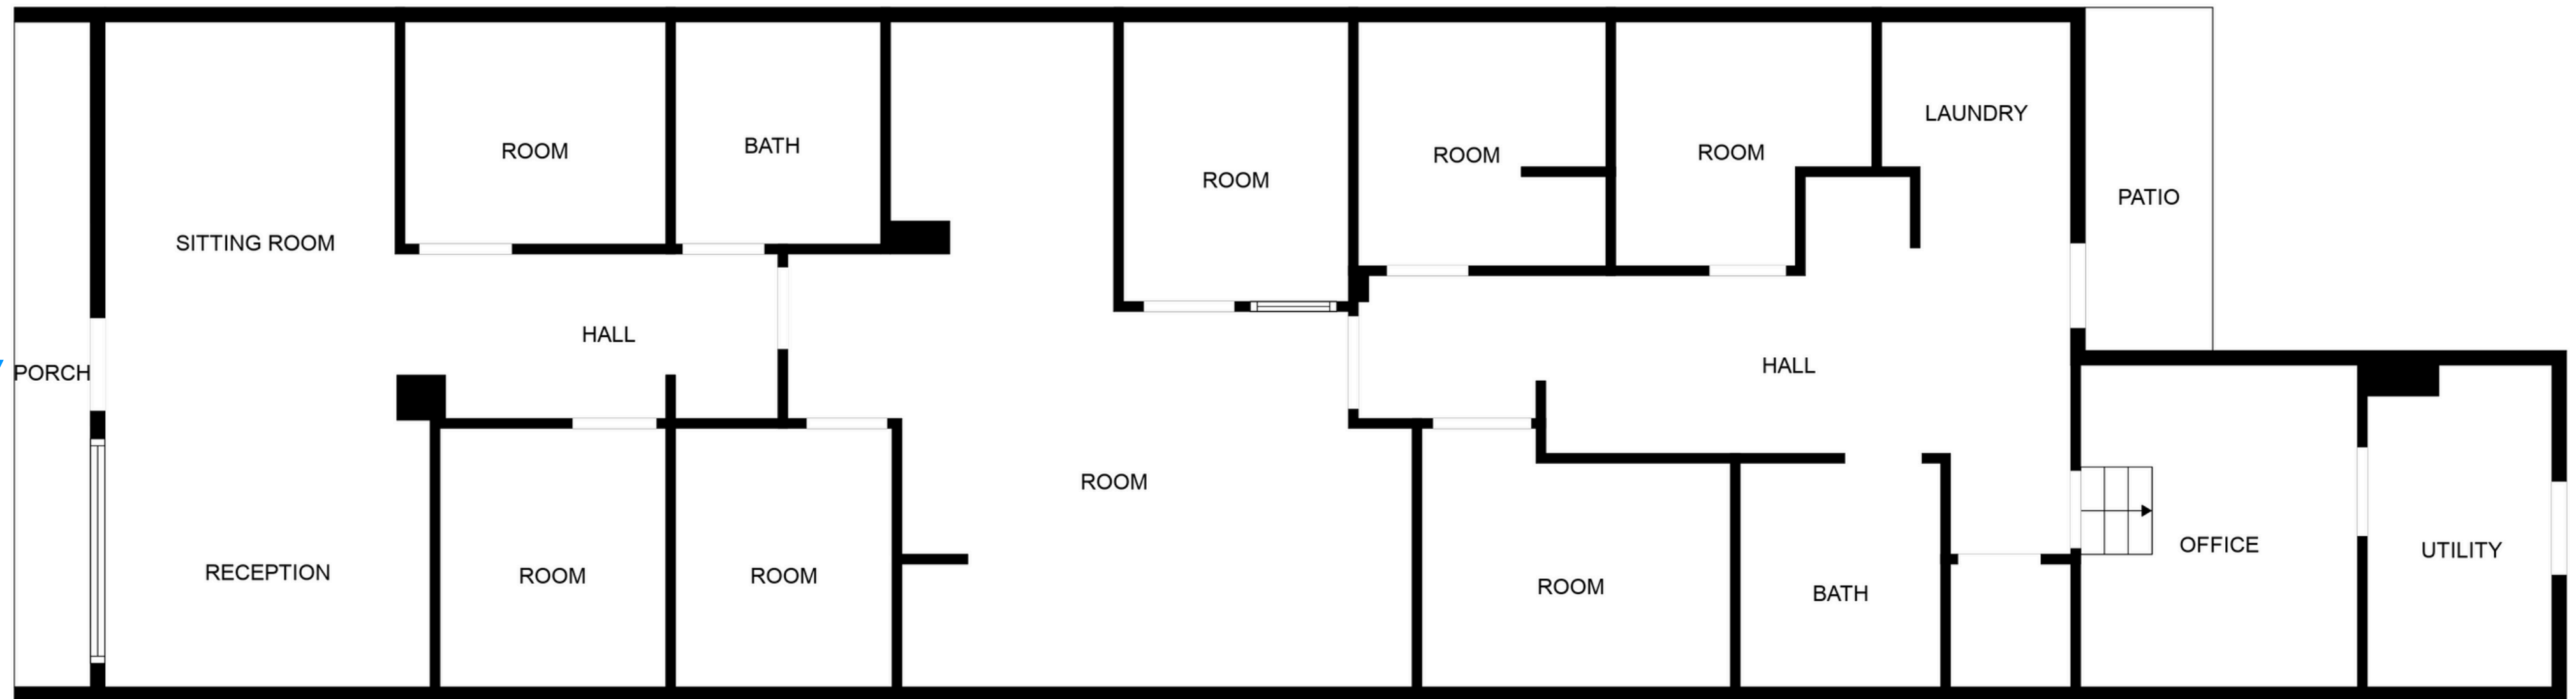 ROOM
BATH
LAUNDRY
ROOM
ROOM
ROOM
PATIO
SITTING ROOM
HALL
HALL
PORCH
ROOM
OFFICE
UTILITY
RECEPTION
ROOM
ROOM
ROOM
BATH